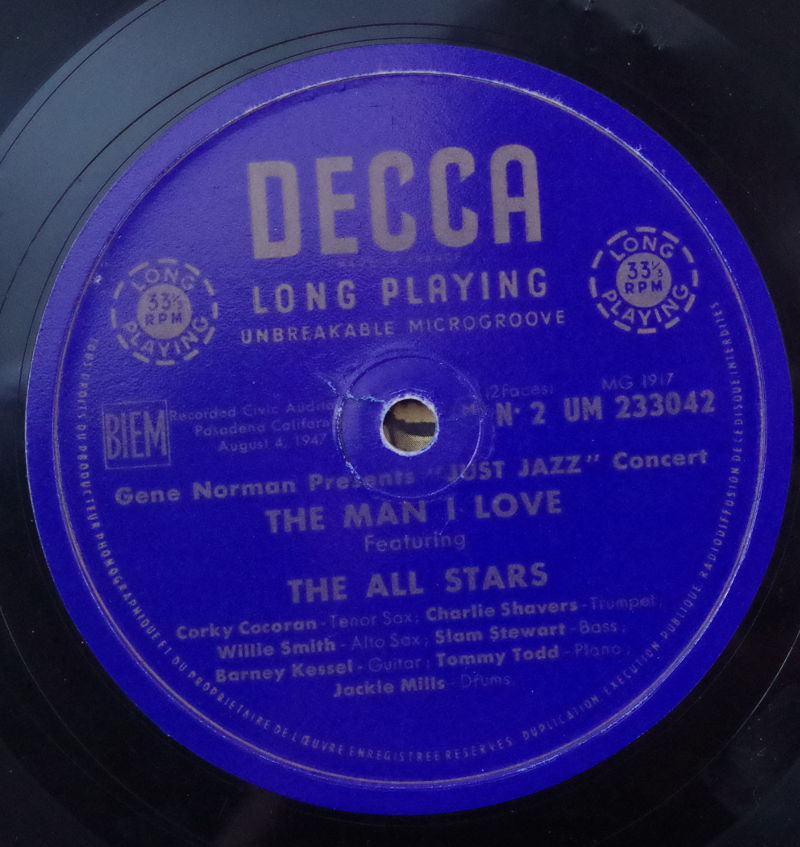 DECCA
LONG PLAYING
UNBREAKABLE MICROGROOVE
LONG PLAYING
33⅓ RPM
LONG PLAYING
33⅓ RPM
BIEM
Recorded Civic
Pasadena
August 4, 1947
(2Faces)
MG 1917
N· 2 UM 233042
Gene Norman Presents "JUST JAZZ" Concert
THE MAN I LOVE
Featuring
THE ALL STARS
Corky Cocoran - Tenor Sax; Charlie Shavers - Trumpet;
Willie Smith - Alto Sax; Slam Stewart - Bass;
Barney Kessel - Guitar; Tommy Todd - Piano;
Jackie Mills - Drums
TOUS DROITS DU PRODUCTEUR PHONOGRAPHIQUE ET DU PROPRIETAIRE DE L'ŒUVRE ENREGISTREE RESERVES. DUPLICATION EXECUTION PUBLIQUE RADIODIFFUSION DE CE DISQUE INTERDITES